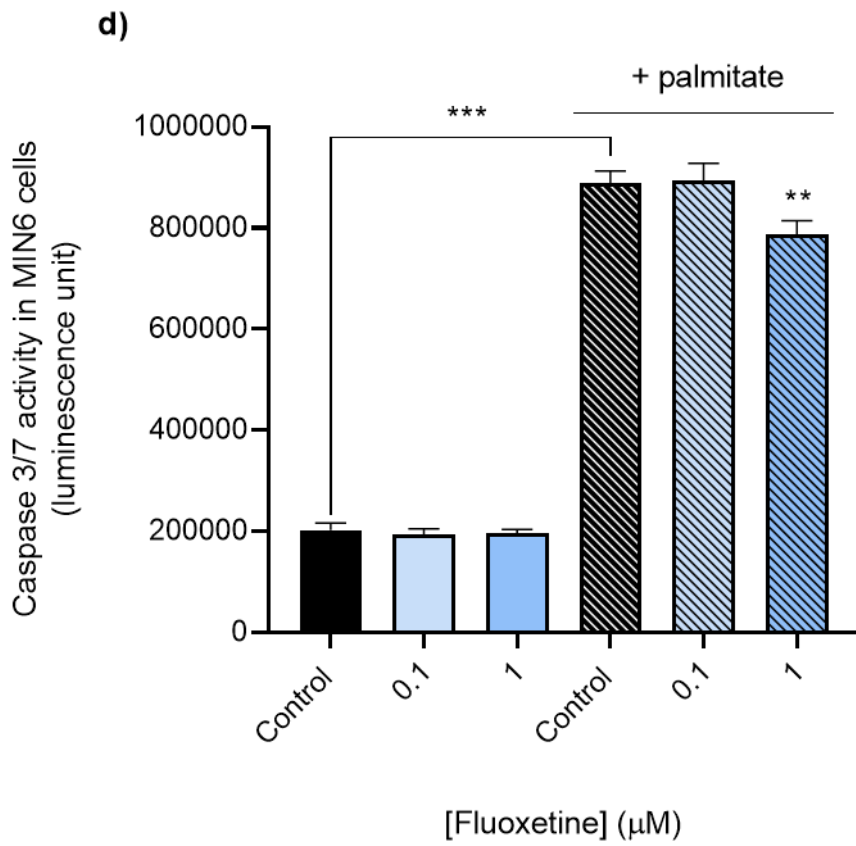 d)
+ palmitate
***
**
Caspase 3/7 activity in MIN6 cells
(luminescence unit)
1000000
800000
600000
400000
200000
0
Control
0.1
1
Control
0.1
1
[Fluoxetine] (μM)